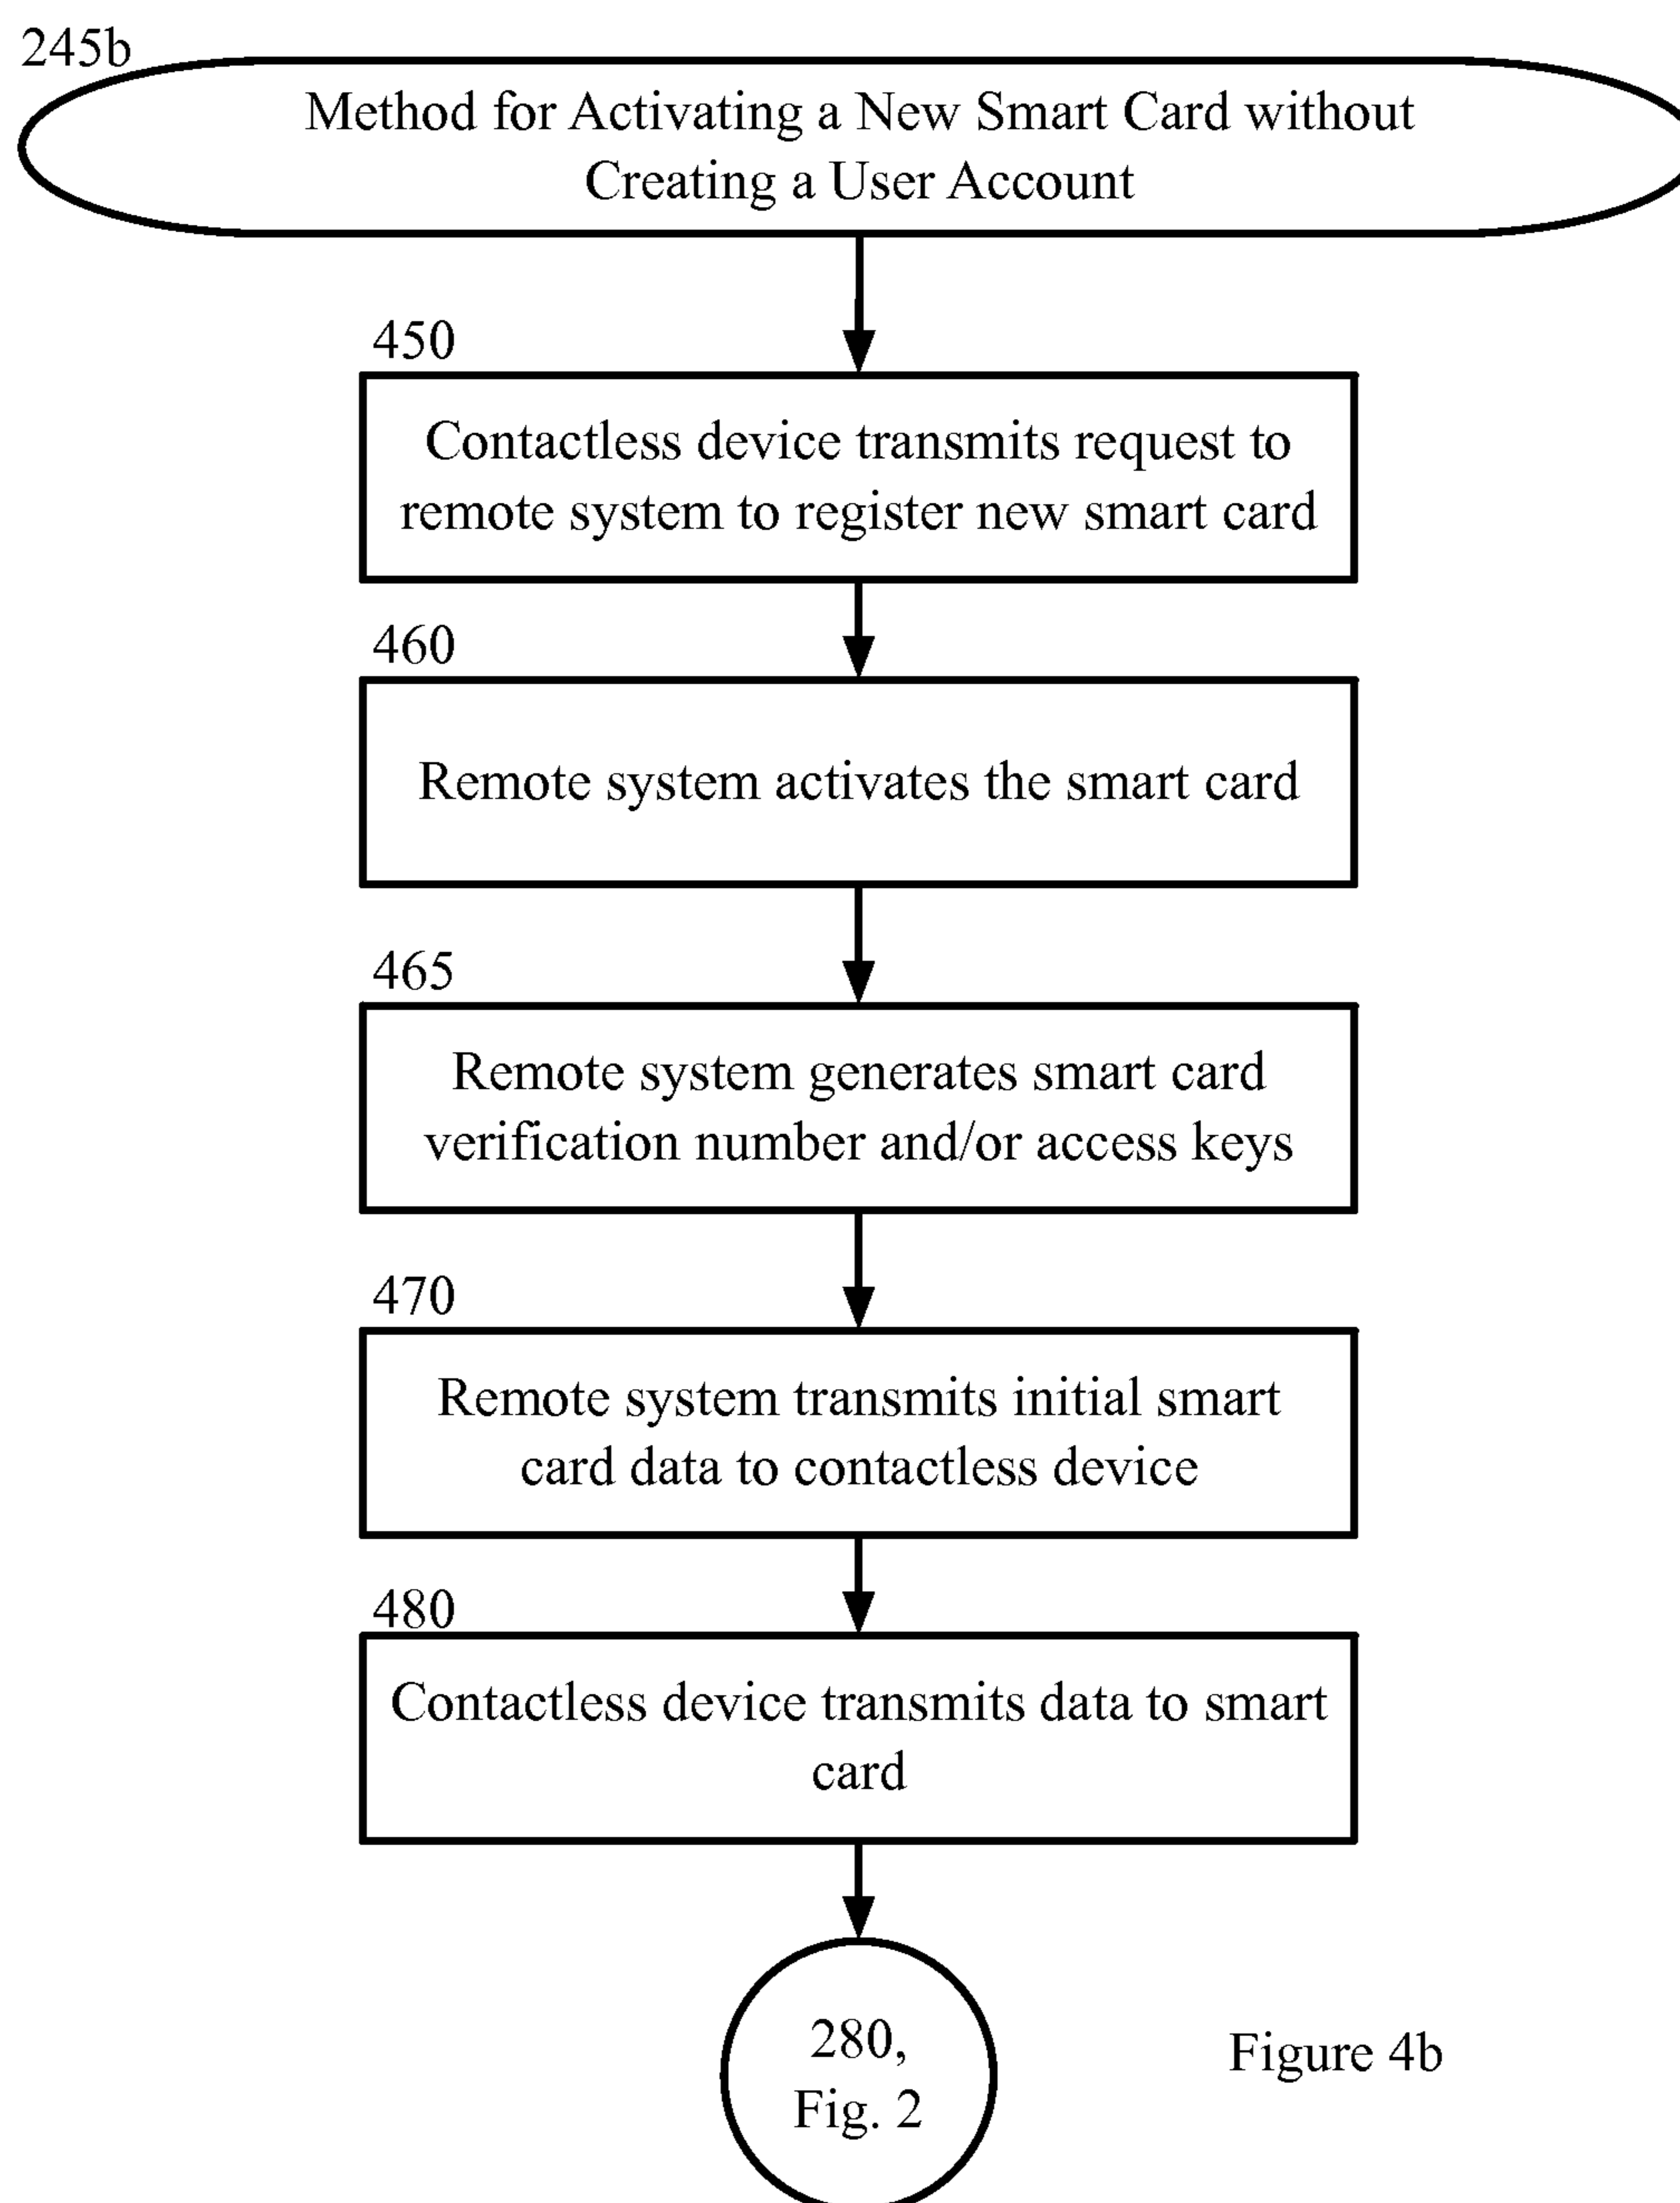 245b
Method for Activating a New Smart Card without
Creating a User Account
450
Contactless device transmits request to
remote system to register new smart card
460
Remote system activates the smart card
465
Remote system generates smart card
verification number and/or access keys
470
Remote system transmits initial smart
card data to contactless device
480
Contactless device transmits data to smart
card
280,
Fig. 2
Figure 4b